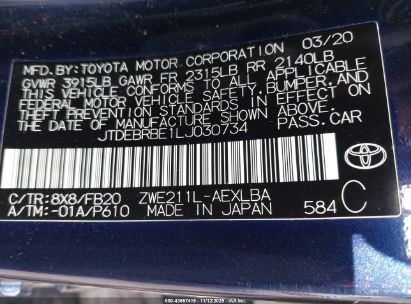 MFD.BY:TOYOTA MOTOR CORPORATION 03/20
GVWR 3915LB GAWR FR 2315LB RR 2140LB
THIS VEHICLE CONFORMS TO ALL APPLICABLE
FEDERAL MOTOR VEHICLE SAFETY, BUMPER, AND
THEFT PREVENTION STANDARDS IN EFFECT ON
THE DATE OF MANUFACTURE SHOWN ABOVE.
JTDEBRBE1LJ030734 PASS.CAR
C/TR:8X8/FB20 ZWE211L-AEXLBA
A/TM:-01A/P610 MADE IN JAPAN 584 C
TOYOTA